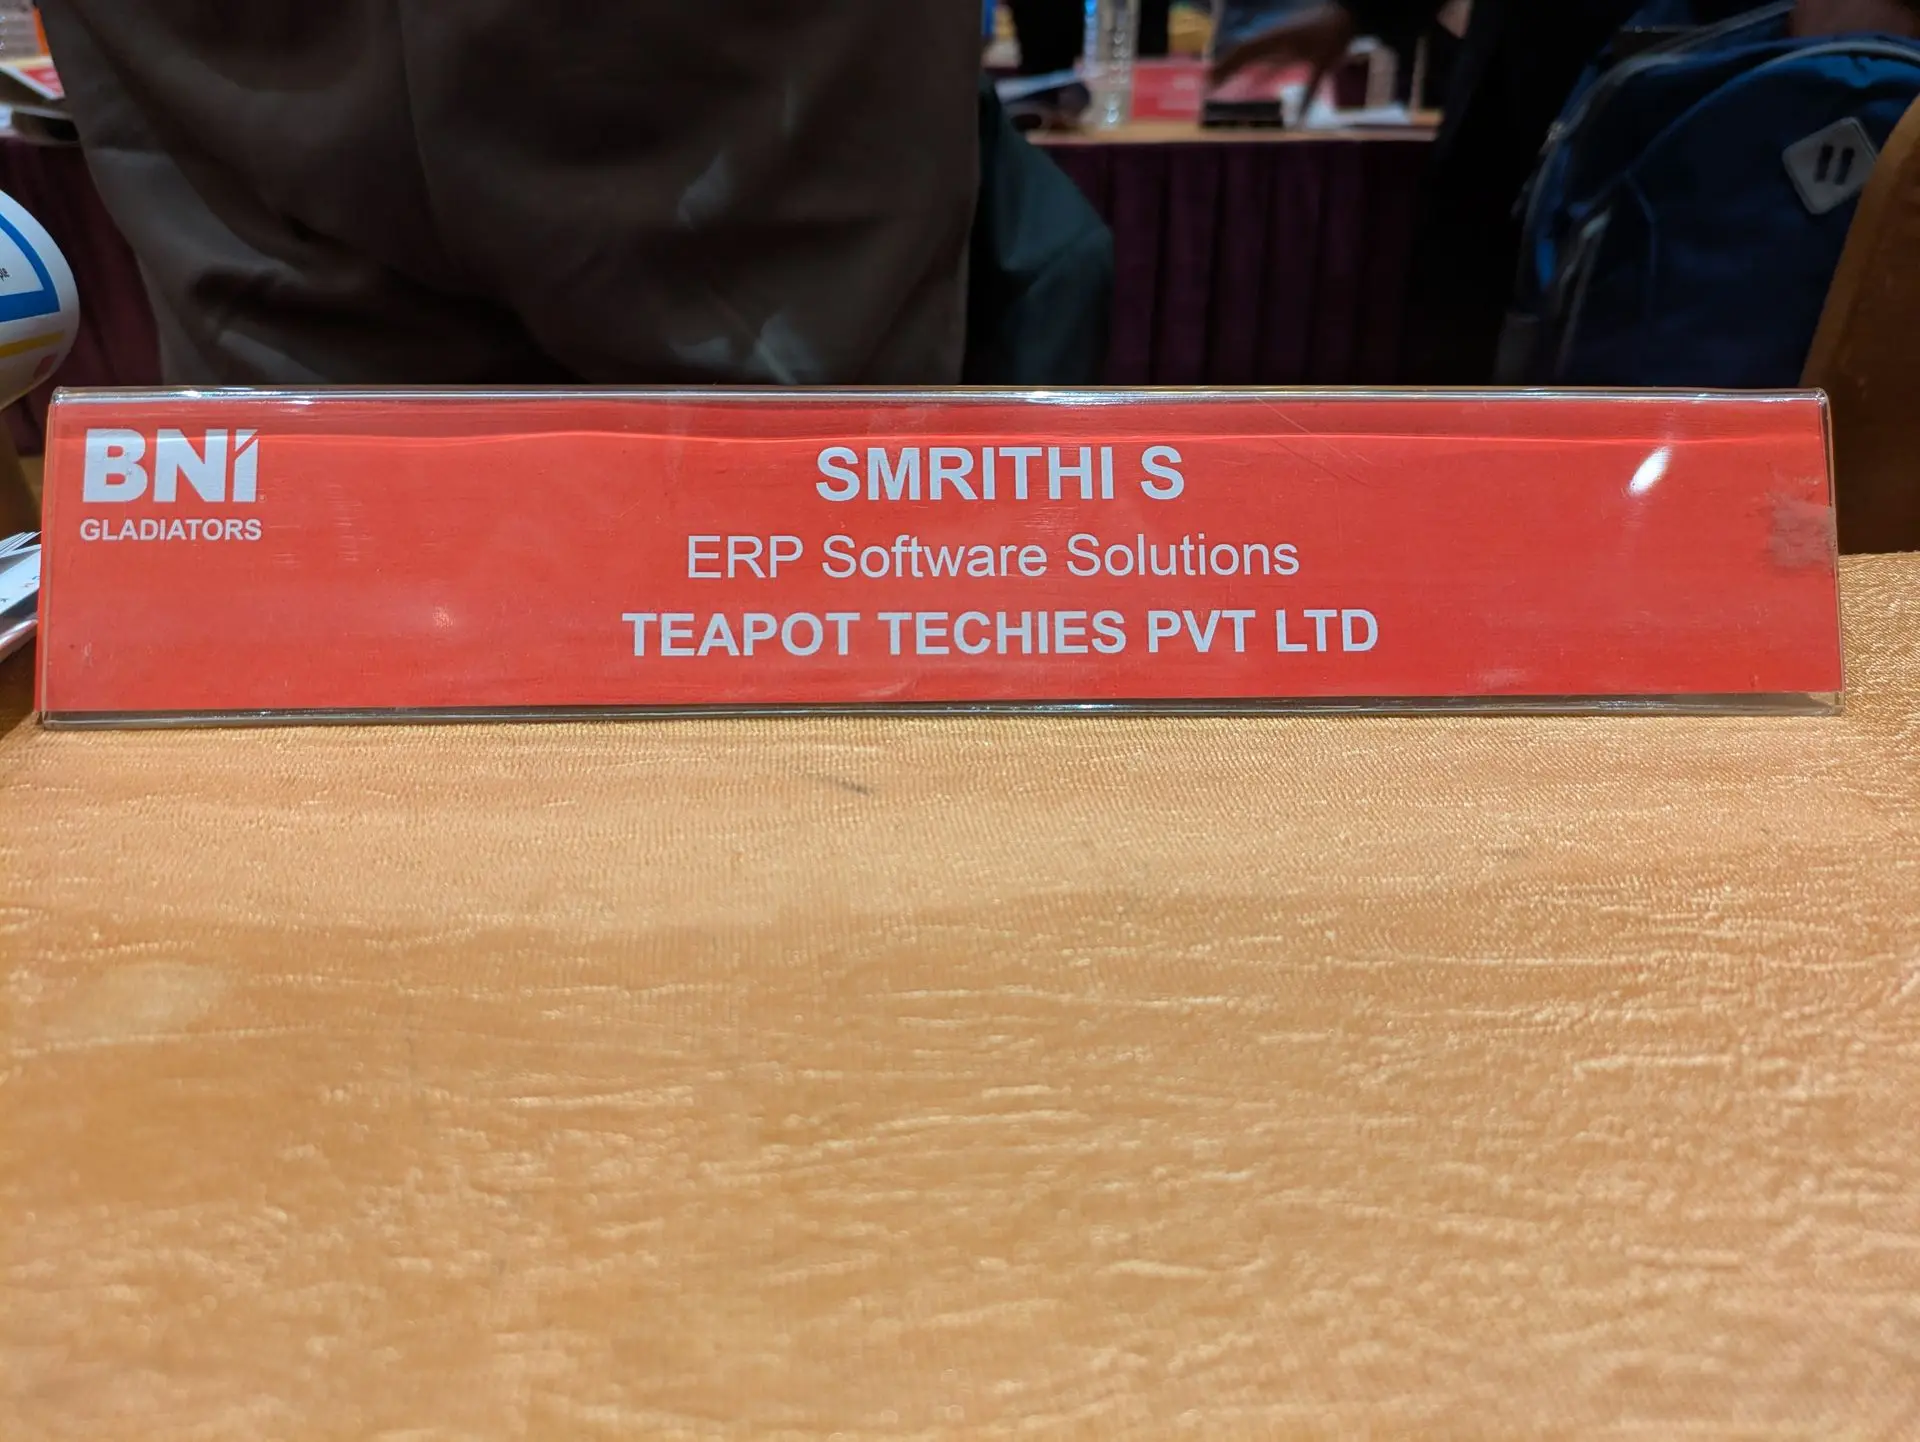 BNI
GLADIATORS
SMRITHI S
ERP Software Solutions
TEAPOT TECHIES PVT LTD